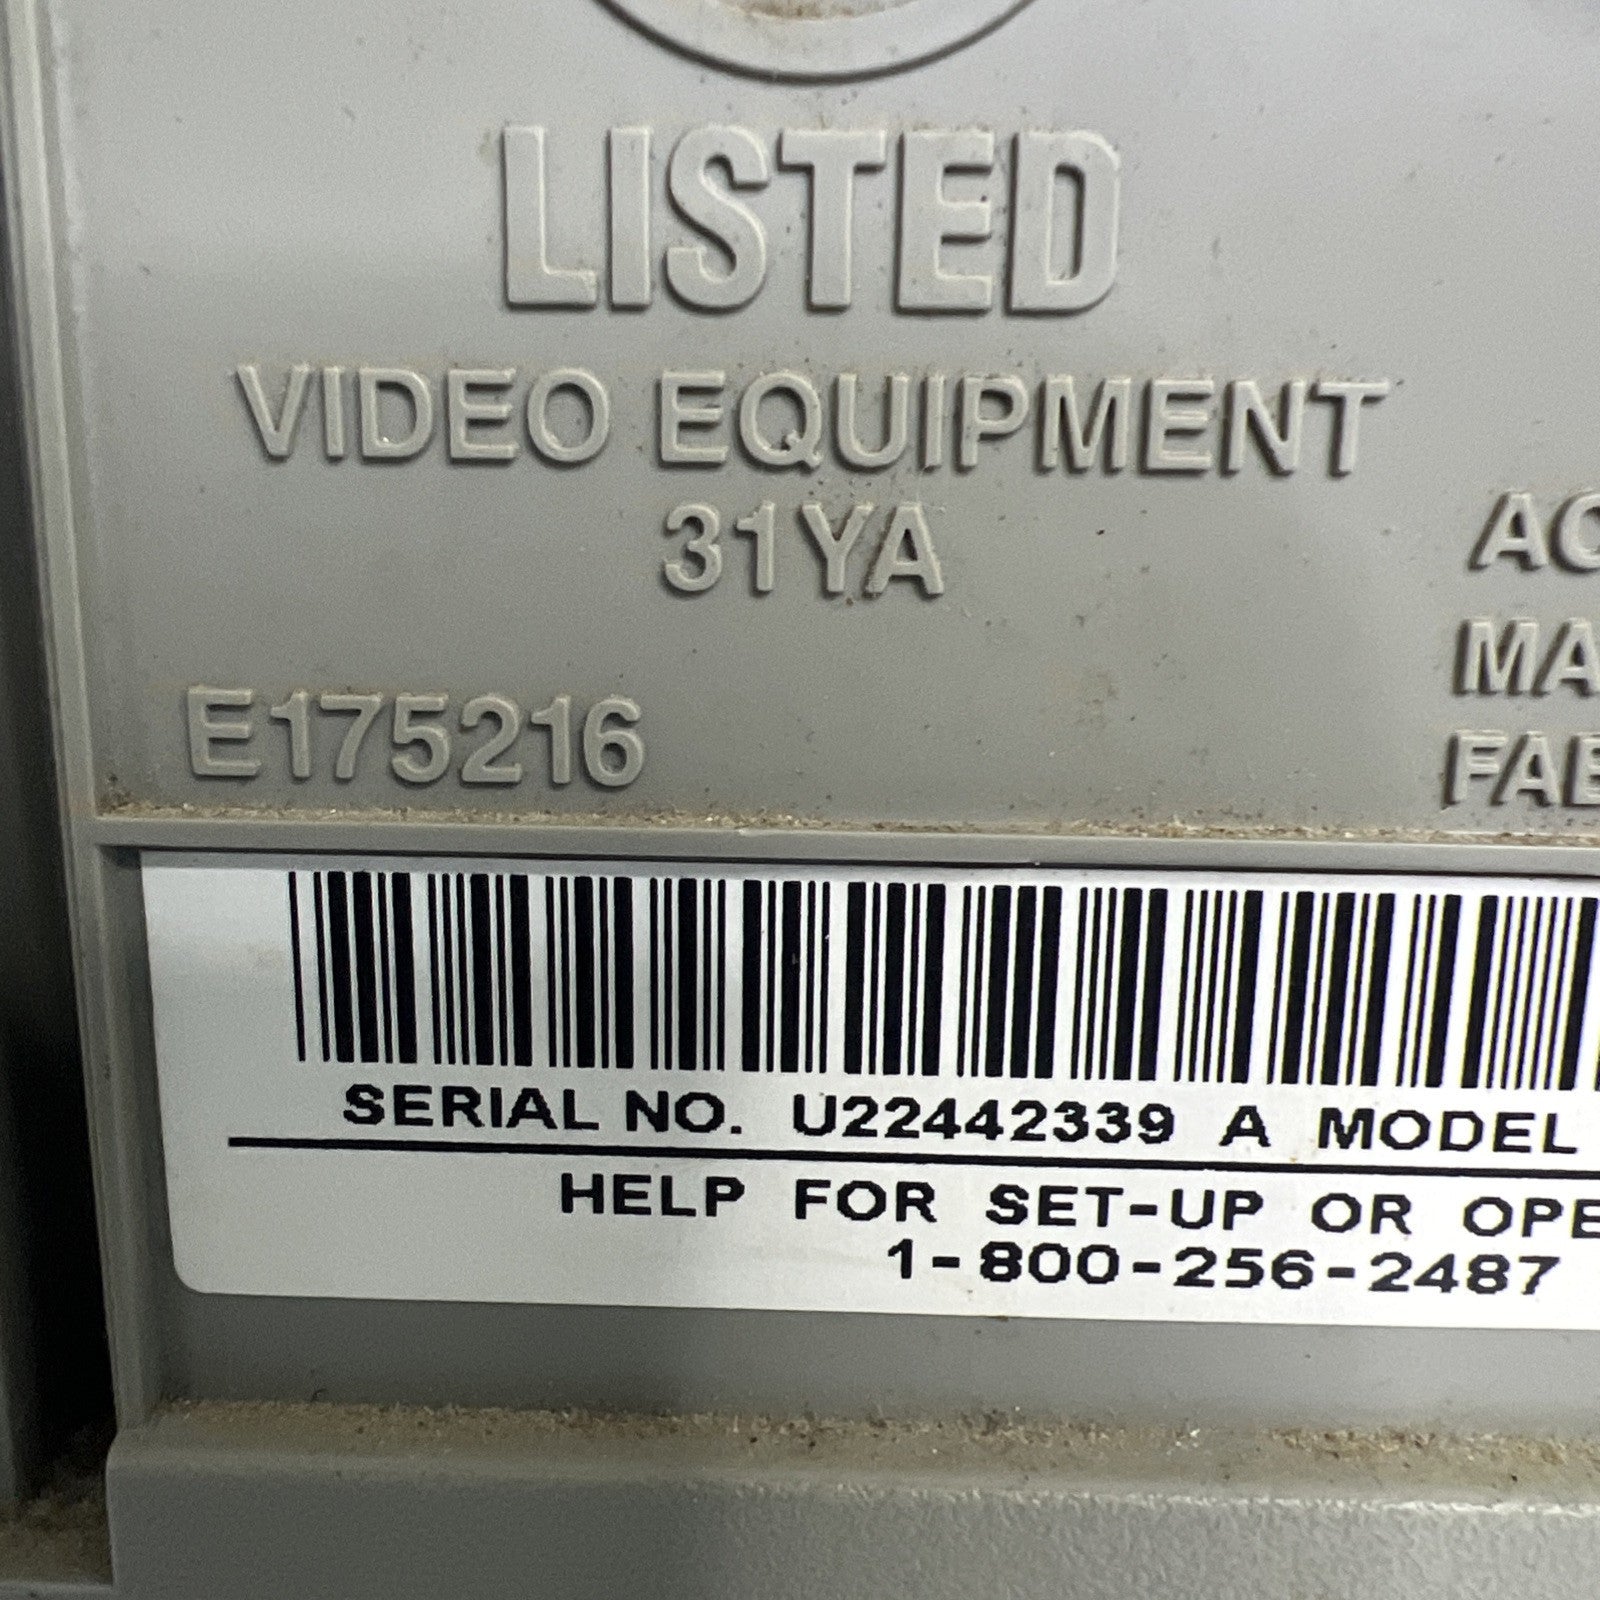 LISTED
VIDEO EQUIPMENT
31YA
E175216
SERIAL NO. U22442339 A MODEL
HELP FOR SET-UP OR
1-800-256-2487